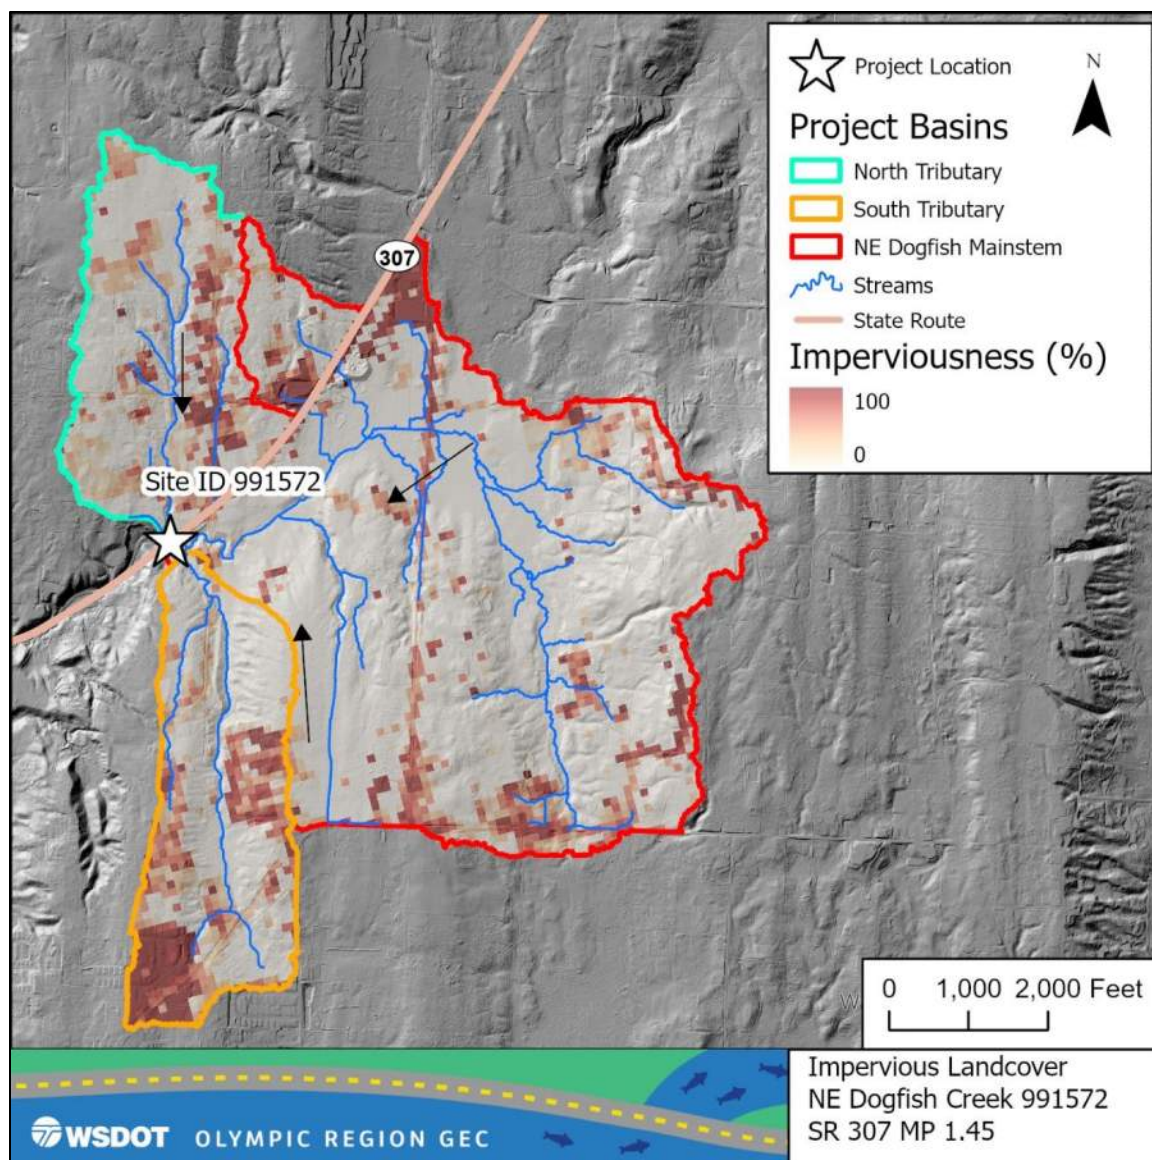 Project Location
N
Project Basins
North Tributary
South Tributary
NE Dogfish Mainstem
Streams
State Route
Imperviousness (%)
100
0
307
Site ID 991572
0 1,000 2,000 Feet
Impervious Landcover
NE Dogfish Creek 991572
SR 307 MP 1.45
WSDOT OLYMPIC REGION GEC